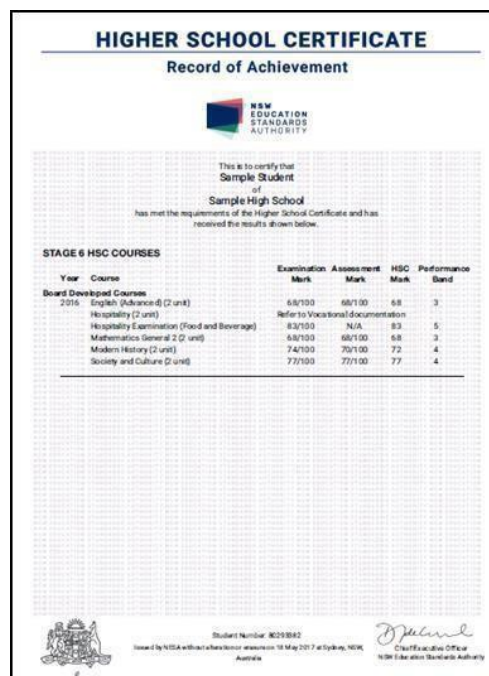 HIGHER SCHOOL CERTIFICATE
Record of Achievement
NSW
EDUCATION
STANDARDS
AUTHORITY
This is to certify that
Sample Student
of
Sample High School
has met the requirements of the Higher School Certificate and has
received the results shown below.
STAGE 6 HSC COURSES
Year Course Examination Mark Assessment Mark HSC Mark Performance Band
Board Developed Courses
2016 English (Advanced) (2 unit) 68/100 68/100 68 3
Hospitality (2 unit) Refer to Vocational documentation
Hospitality Examination (Food and Beverage) 83/100 N/A 83 5
Mathematics General 2 (2 unit) 68/100 68/100 68 3
Modern History (2 unit) 74/100 70/100 72 4
Society and Culture (2 unit) 77/100 77/100 77 4
Student Number:
Issued by NESA without alteration or erasure on 18 May 2017 at Sydney, NSW,
Australia
Chief Executive Officer
NSW Education Standards Authority